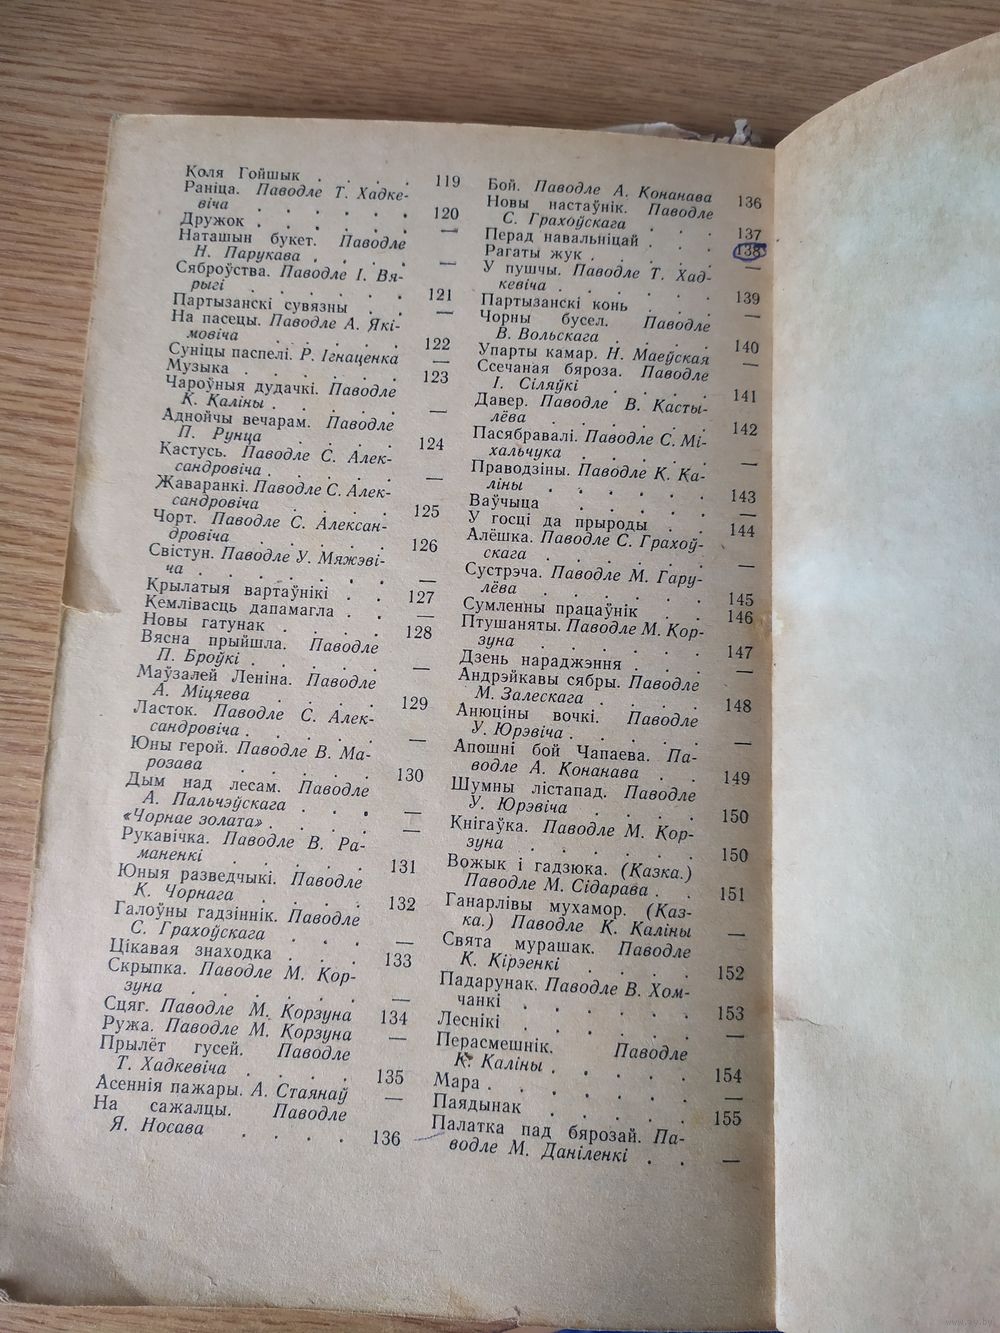 Коля Гойшык . . . . 119
Раніца. Паводле Т. Хадке-
віча . . . . . . 120
Дружок . . . . . . —
Наташын букет. Паводле
Н. Парукава . . . . . —
Сяброўства. Паводле І. Вя-
рыгі . . . . . . 121
Партызанскі сувязны . . —
На пасецы. Паводле А. Які-
мовіча . . . . . 122
Суніцы паспелі. Р. Ігнаценка —
Музыка . . . . . . 123
Чароўныя дудачкі. Паводле
К. Каліны . . . . . —
Аднойчы вечарам. Паводле
П. Рунца . . . . 124
Кастусь. Паводле С. Алек-
сандровіча . . . . . —
Жаваранкі. Паводле С. Алек-
сандровіча . . . . 125
Чорт. Паводле С. Алексан-
дровіча . . . . . 126
Свістун. Паводле У. Мяжэві-
ча . . . . . . . —
Крылатыя вартаўнікі . . 127
Кемлівасць дапамагла . . —
Новы гатунак . . . . 128
Вясна прыйшла. Паводле
П. Броўкі . . . . . —
Маўзалей Леніна. Паводле
А. Міцяева . . . . 129
Ласток. Паводле С. Алек-
сандровіча . . . . . —
Юны герой. Паводле В. Ма-
розава . . . . . 130
Дым над лесам. Паводле
А. Пальчэўскага . . . —
«Чорнае золата» . . . . —
Рукавічка. Паводле В. Ра-
маненкі . . . . 131
Юныя разведчыкі. Паводле
К. Чорнага . . . . 132
Галоўны гадзіннік. Паводле
С. Грахоўскага . . . —
Цікавая знаходка . . . 133
Скрыпка. Паводле М. Кор-
зуна . . . . . . —
Сцяг. Паводле М. Корзуна 134
Ружа. Паводле М. Корзуна —
Прылёт гусей. Паводле
Т. Хадкевіча . . . . 135
Асеннія пажары. А. Стаянаў —
На сажалцы. Паводле
Я. Носава . . . . 136
Бой. Паводле А. Конанава 136
Новы настаўнік. Паводле
С. Грахоўскага . . . 137
Перад навальніцай . . . 138
Рагаты жук . . . . . —
У пушчы. Паводле Т. Хад-
кевіча . . . . . . 139
Партызанскі конь . . . —
Чорны бусел. Паводле
В. Вольскага . . . . 140
Упарты камар. Н. Маеўская —
Ссечаная бяроза. Паводле
І. Сіляўкі . . . . 141
Давер. Паводле В. Касты-
лёва . . . . . . 142
Пасябравалі. Паводле С. Мі-
хальчука . . . . . —
Праводзіны. Паводле К. Ка-
ліны . . . . . . 143
Ваўчыца . . . . . —
У госці да прыроды . . 144
Алёшка. Паводле С. Грахоў-
скага . . . . . . —
Сустрэча. Паводле М. Гару-
лёва . . . . . . 145
Сумленны працаўнік . . 146
Птушаняты. Паводле М. Кор-
зуна . . . . . . 147
Дзень нараджэння . . . —
Андрэйкавы сябры. Паводле
М. Залескага . . . . 148
Анюціны вочкі. Паводле
У. Юрэвіча . . . . . —
Апошні бой Чапаева. Па-
водле А. Конанава . . 149
Шумны лістапад. Паводле
У. Юрэвіча . . . . 150
Кнігаўка. Паводле М. Кор-
зуна . . . . . . 150
Вожык і гадзюка. (Казка.)
Паводле М. Сідарава . . 151
Ганарлівы мухамор. (Каз-
ка.) Паводле К. Каліны —
Свята мурашак. Паводле
К. Кірэенкі . . . . 152
Падарунак. Паводле В. Хом-
чанкі . . . . . . 153
Леснікі . . . . . . —
Перасмешнік. Паводле
К. Каліны . . . . . 154
Мара . . . . . . . —
Паядынак . . . . . 155
Палатка пад бярозай. Па-
водле М. Даніленкі . . —
www.ay.by